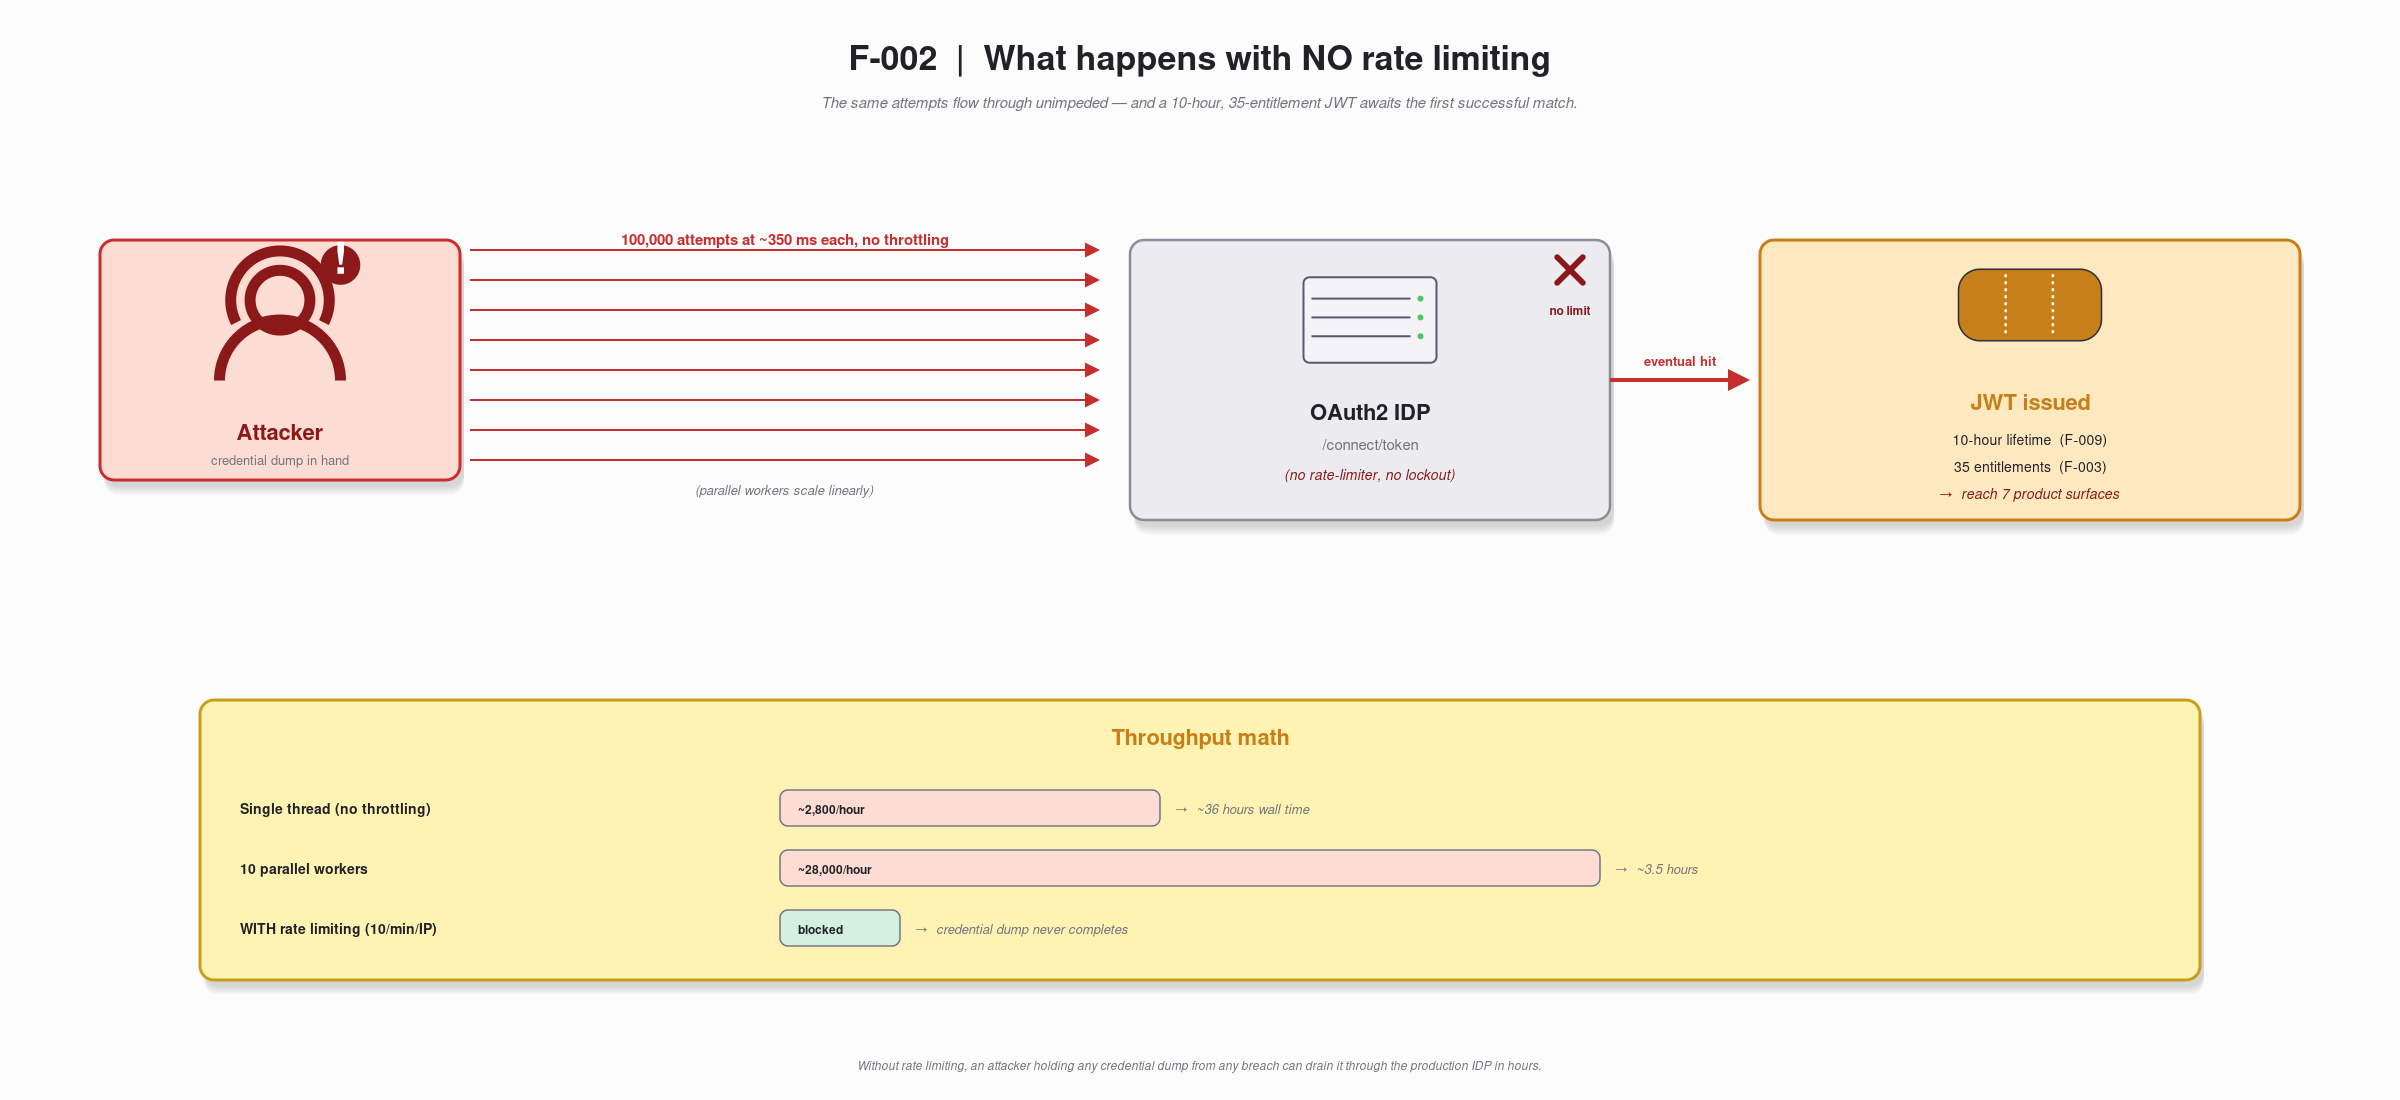 F-002 | What happens with NO rate limiting
The same attempts flow through unimpeded — and a 10-hour, 35-entitlement JWT awaits the first successful match.
!
Attacker
credential dump in hand
100,000 attempts at ~350 ms each, no throttling
(parallel workers scale linearly)
no limit
OAuth2 IDP
/connect/token
(no rate-limiter, no lockout)
eventual hit
JWT issued
10-hour lifetime (F-009)
35 entitlements (F-003)
→ reach 7 product surfaces
Throughput math
Single thread (no throttling) ~2,800/hour → ~36 hours wall time
10 parallel workers ~28,000/hour → ~3.5 hours
WITH rate limiting (10/min/IP) blocked → credential dump never completes
Without rate limiting, an attacker holding any credential dump from any breach can drain it through the production IDP in hours.